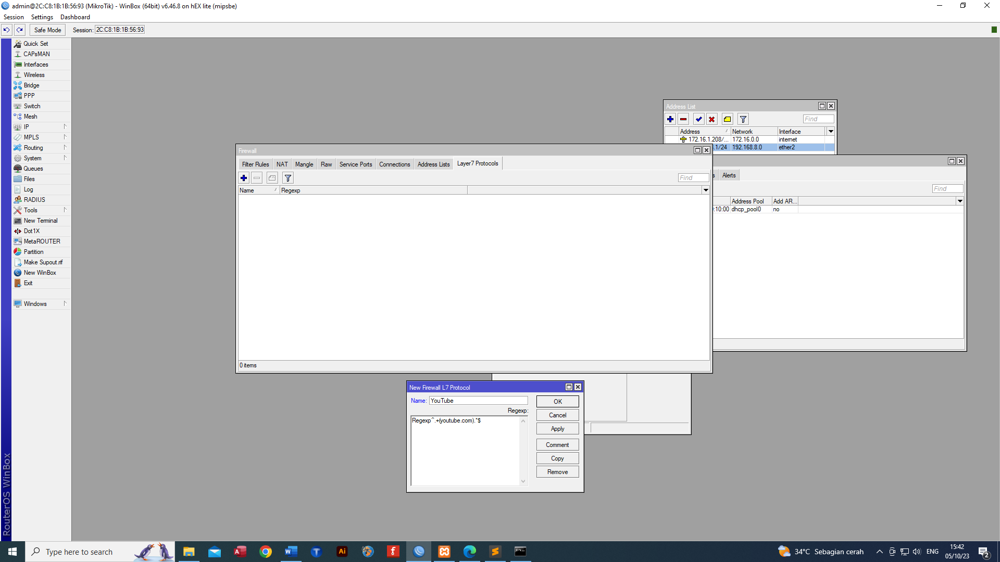 admin@2C:C8:1B:1B:56:93 (MikroTik) - WinBox (64bit) v6.46.8 on hEX lite (mipsbe)
Session Settings Dashboard
Safe Mode Session: 2C:C8:1B:1B:56:93
Quick Set
CAPsMAN
Interfaces
Wireless
Bridge
PPP
Switch
Mesh
IP
MPLS
Routing
System
Queues
Files
Log
RADIUS
Tools
New Terminal
Dot1X
MetaROUTER
Partition
Make Supout.rif
New WinBox
Exit
Windows
RouterOS WinBox
Address List
Find
Address Network Interface
172.16.1.208/... 172.16.0.0 internet
.1/24 192.168.8.0 ether2
Firewall
Filter Rules NAT Mangle Raw Service Ports Connections Address Lists Layer7 Protocols
Find
Name Regexp
0 items
s Alerts
Find
Address Pool Add AR...
:10:00 dhcp_pool0 no
New Firewall L7 Protocol
Name: YouTube
Regexp:
Regexp^.+(youtube.com).*$
OK
Cancel
Apply
Comment
Copy
Remove
Type here to search
34°C Sebagian cerah
ENG
15:42
05/10/23
2